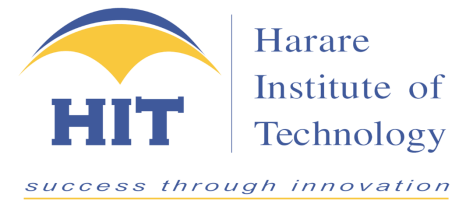 HIT
Harare
Institute of
Technology
success through innovation